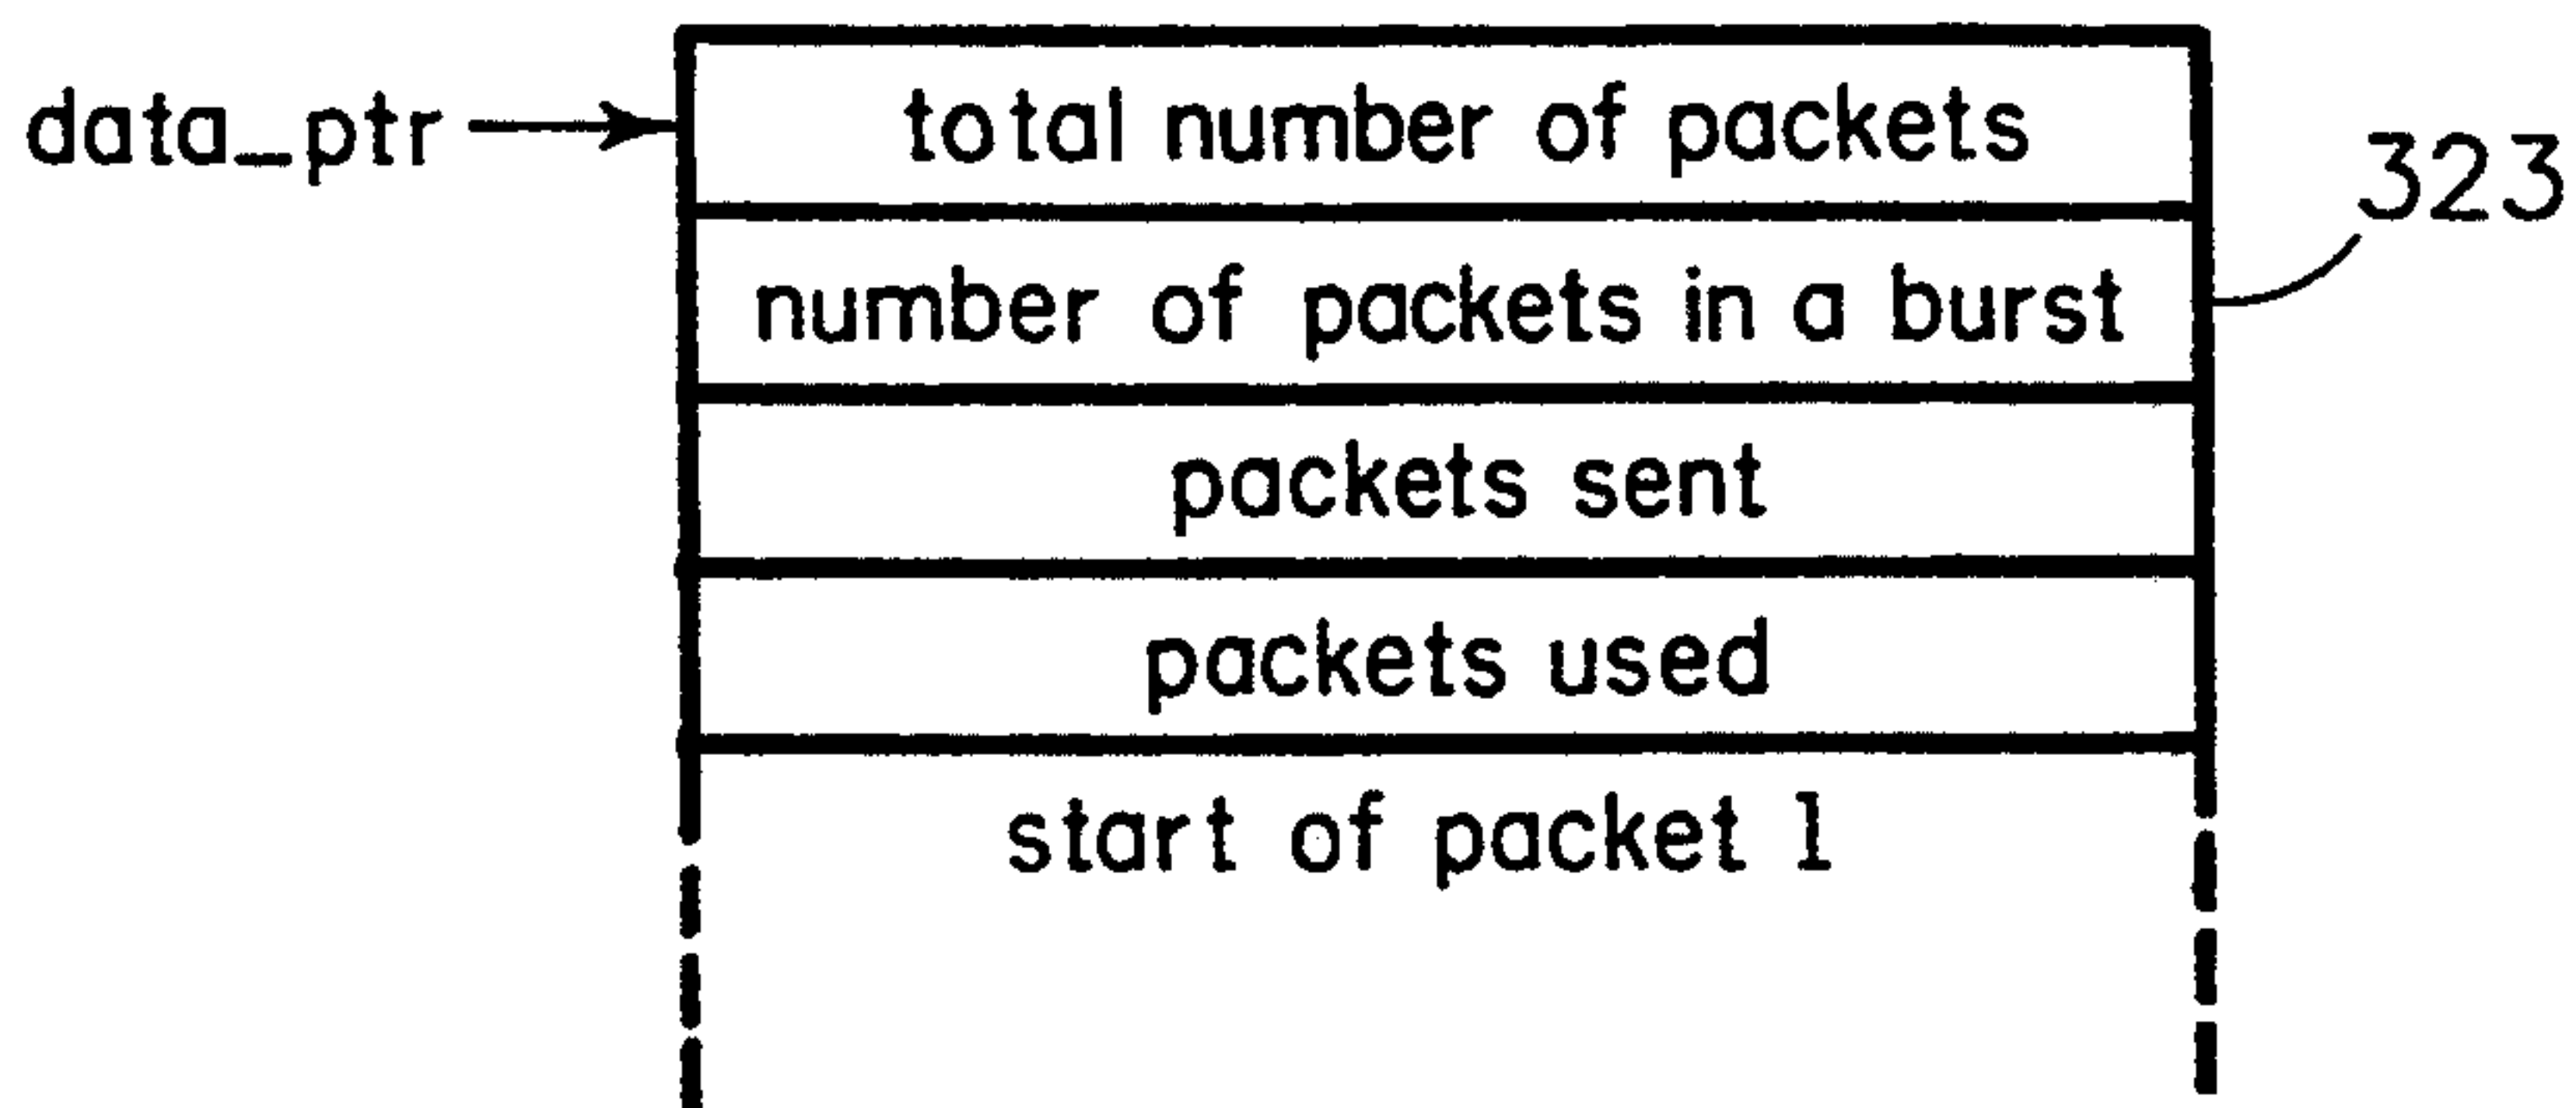 data_ptr
total number of packets
323
number of packets in a burst
packets sent
packets used
start of packet 1